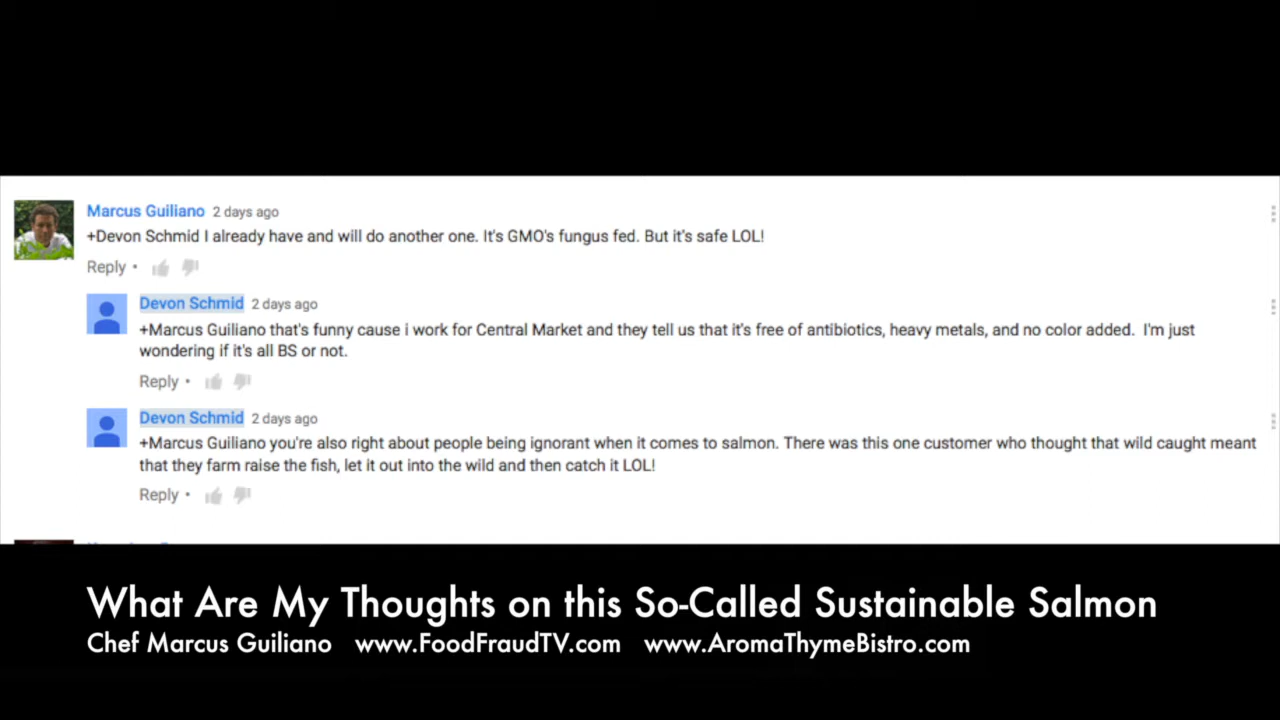 Marcus Guiliano 2 days ago
+Devon Schmid I already have and will do another one. It's GMO's fungus fed. But it's safe LOL!
Reply •
Devon Schmid 2 days ago
+Marcus Guiliano that's funny cause i work for Central Market and they tell us that it's free of antibiotics, heavy metals, and no color added. I'm just
wondering if it's all BS or not.
Reply •
Devon Schmid 2 days ago
+Marcus Guiliano you're also right about people being ignorant when it comes to salmon. There was this one customer who thought that wild caught meant
that they farm raise the fish, let it out into the wild and then catch it LOL!
Reply •
What Are My Thoughts on this So-Called Sustainable Salmon
Chef Marcus Guiliano www.FoodFraudTV.com www.AromaThymeBistro.com